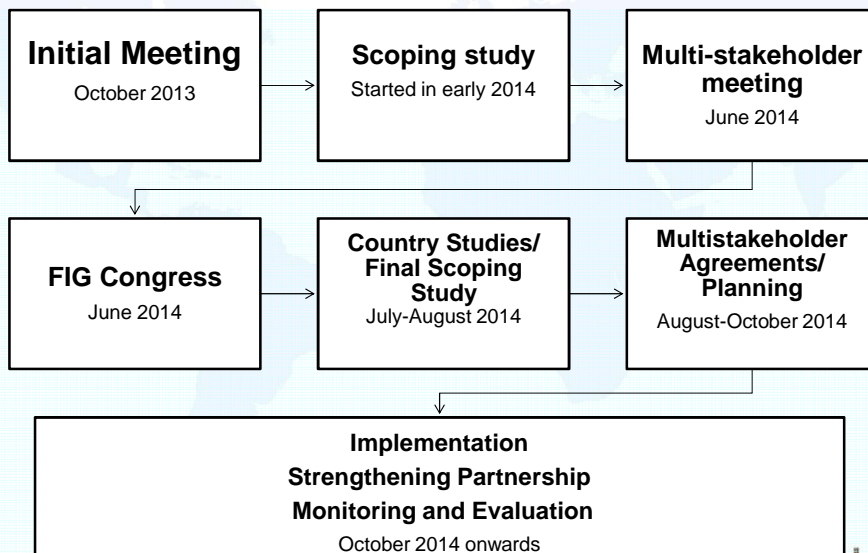 Initial Meeting
October 2013
Scoping study
Started in early 2014
Multi-stakeholder
meeting
June 2014
FIG Congress
June 2014
Country Studies/
Final Scoping
Study
July-August 2014
Multistakeholder
Agreements/
Planning
August-October 2014
Implementation
Strengthening Partnership
Monitoring and Evaluation
October 2014 onwards